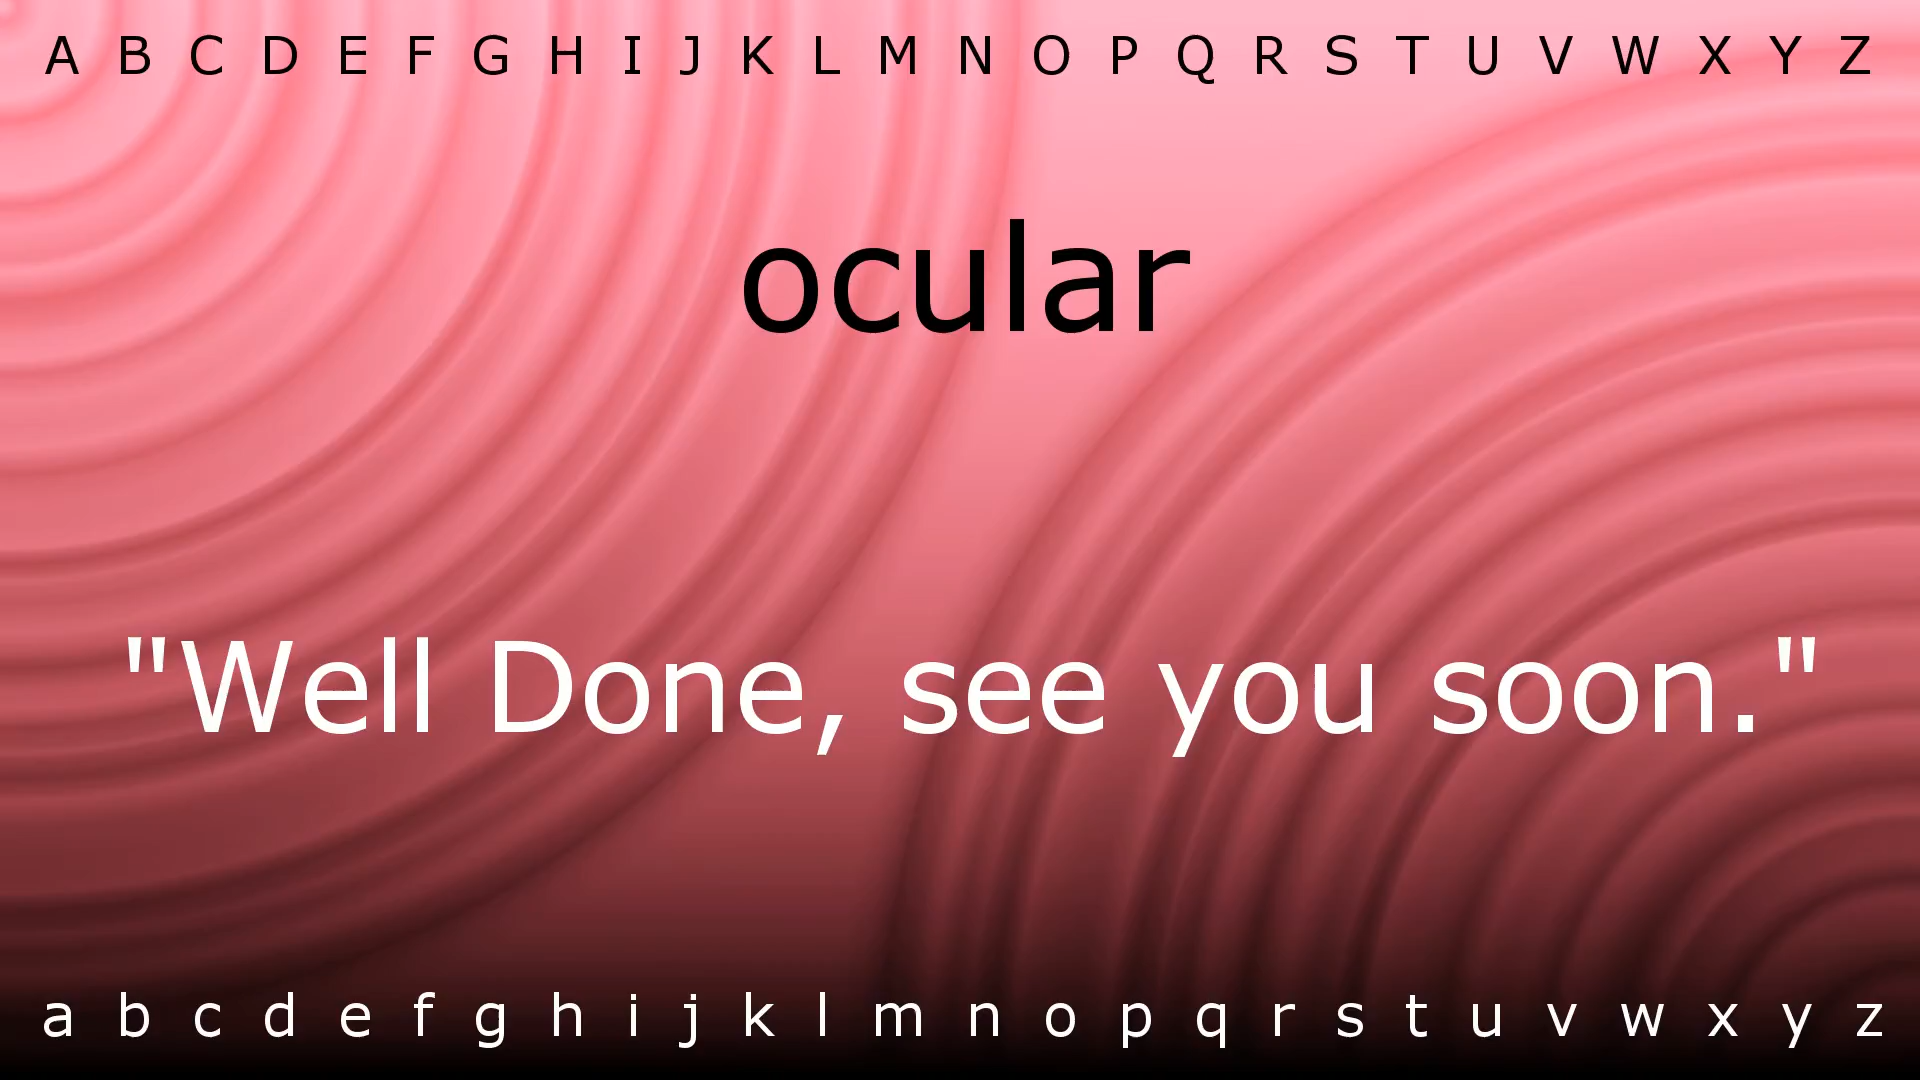 A B C D E F G H I J K L M N O P Q R S T U V W X Y Z
ocular
"Well Done, see you soon."
a b c d e f g h i j k l m n o p q r s t u v w x y z